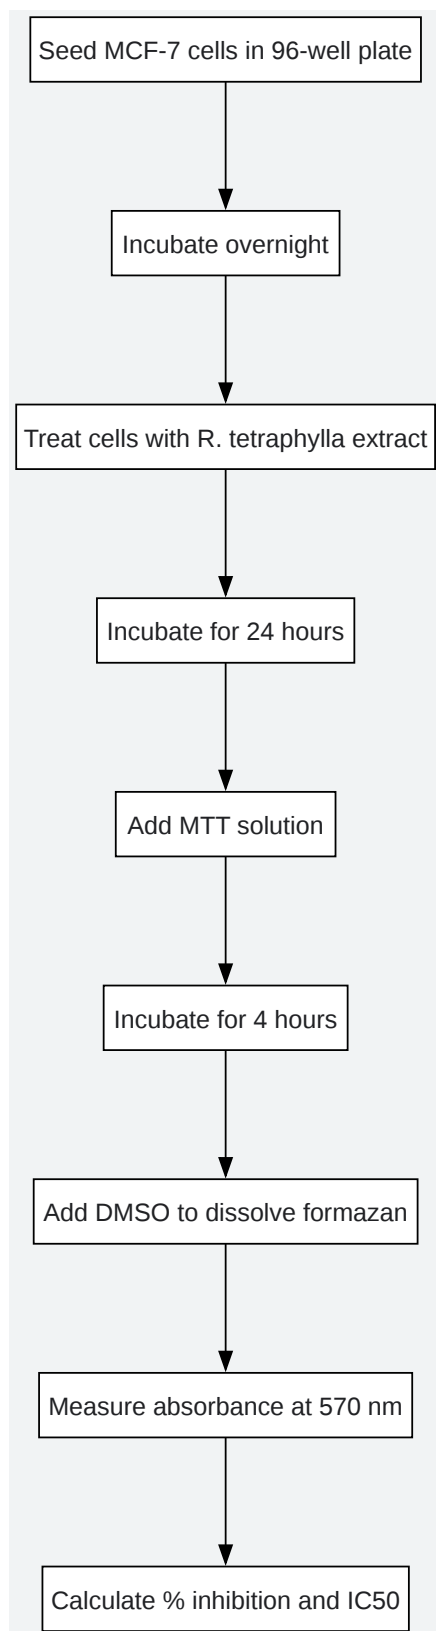 Seed MCF-7 cells in 96-well plate
Incubate overnight
Treat cells with R. tetraphylla extract
Incubate for 24 hours
Add MTT solution
Incubate for 4 hours
Add DMSO to dissolve formazan
Measure absorbance at 570 nm
Calculate % inhibition and IC50